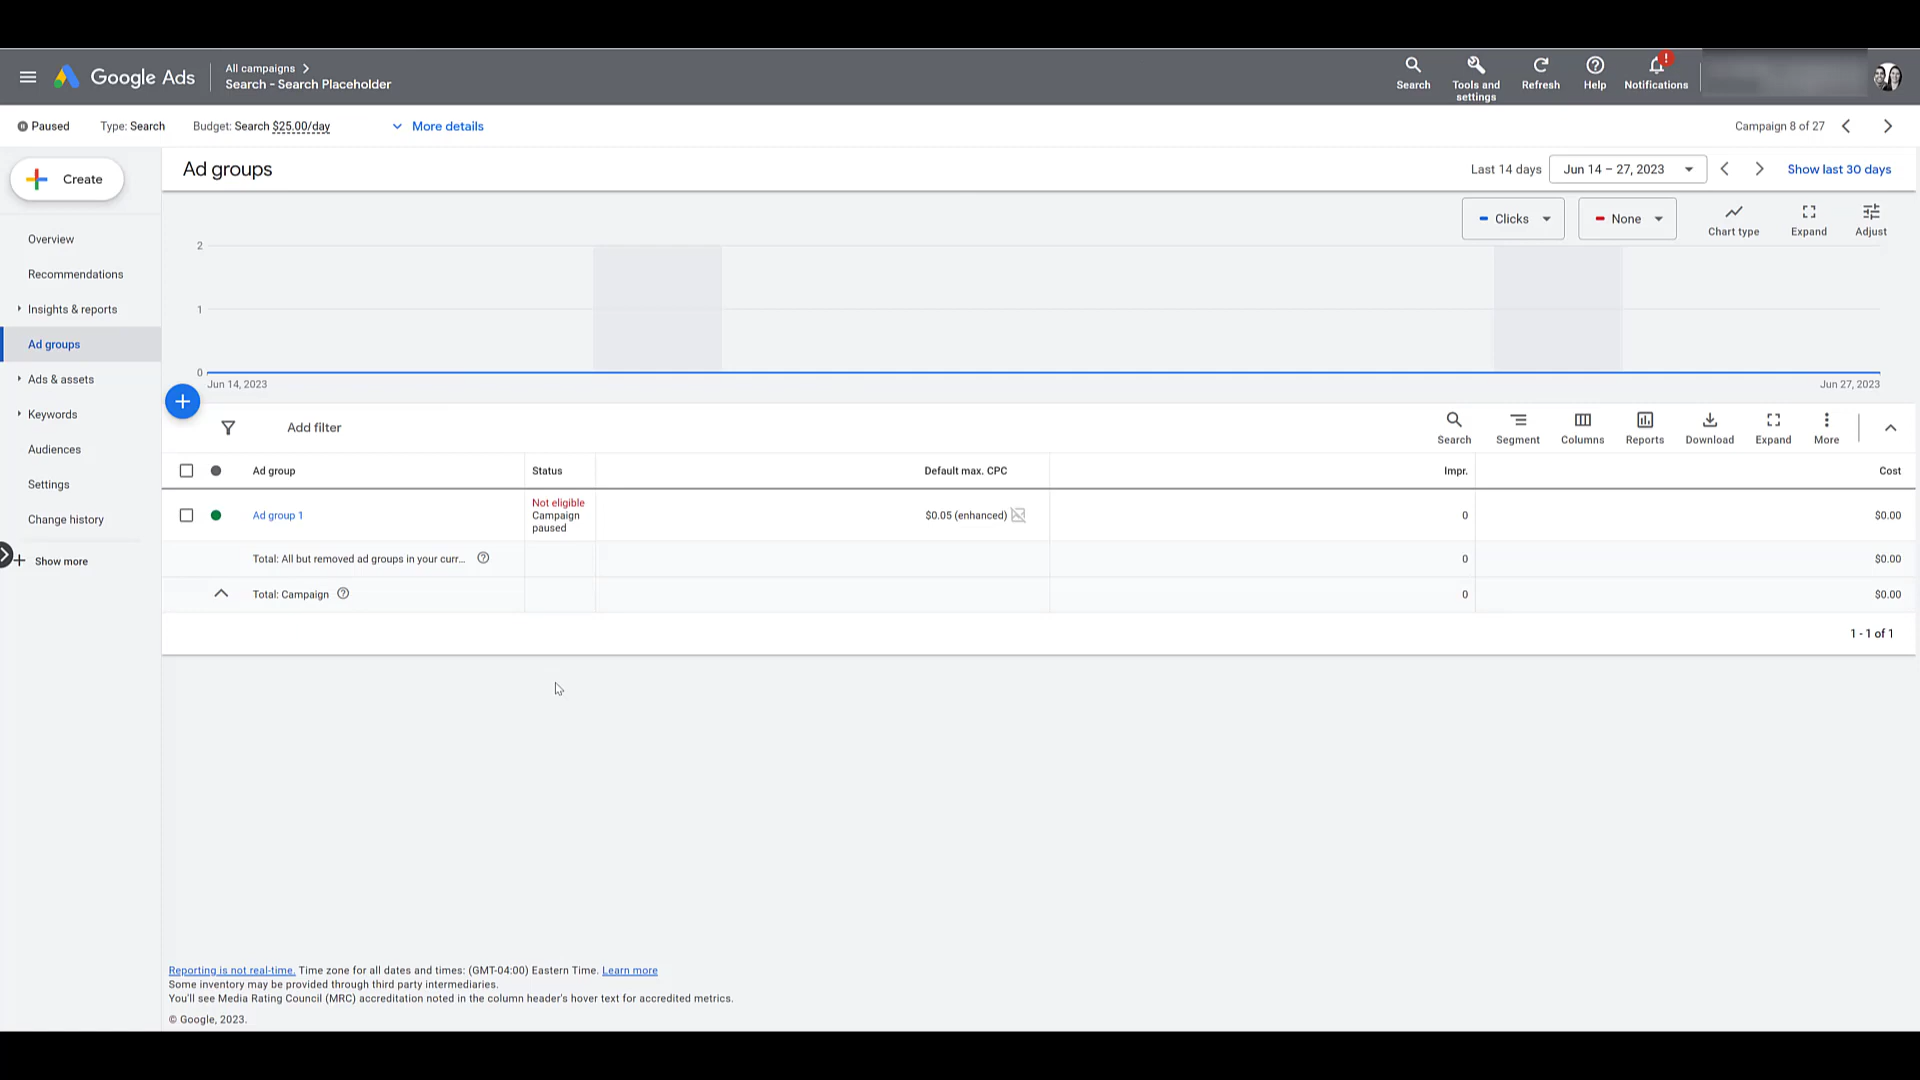 Google Ads
All campaigns
Search - Search Placeholder
Search
Tools and
settings
Refresh
Help
Notifications
!
Paused
Type: Search
Budget: Search $25.00/day
More details
Campaign 8 of 27
Create
Ad groups
Last 14 days
Jun 14 – 27, 2023
Show last 30 days
Overview
Recommendations
Insights & reports
Ad groups
Ads & assets
Keywords
Audiences
Settings
Change history
Show more
Clicks
None
Chart type
Expand
Adjust
2
1
0
Jun 14, 2023
Jun 27, 2023
Add filter
Search
Segment
Columns
Reports
Download
Expand
More
Ad group
Status
Default max. CPC
Impr.
Cost
Ad group 1
Not eligible
Campaign
paused
$0.05 (enhanced)
0
$0.00
Total: All but removed ad groups in your curr...
0
$0.00
Total: Campaign
0
$0.00
1 - 1 of 1
Reporting is not real-time. Time zone for all dates and times: (GMT-04:00) Eastern Time. Learn more
Some inventory may be provided through third party intermediaries.
You'll see Media Rating Council (MRC) accreditation noted in the column header's hover text for accredited metrics.
© Google, 2023.